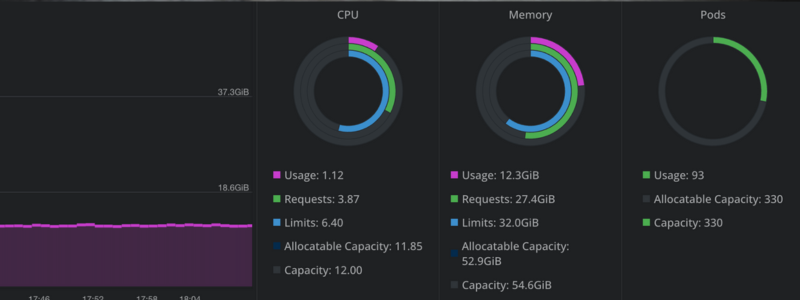 CPU
Memory
Pods
37.3GiB
18.6GiB
Usage: 1.12
Requests: 3.87
Limits: 6.40
Allocatable Capacity: 11.85
Capacity: 12.00
Usage: 12.3GiB
Requests: 27.4GiB
Limits: 32.0GiB
Allocatable Capacity:
52.9GiB
Capacity: 54.6GiB
Usage: 93
Allocatable Capacity: 330
Capacity: 330
17:46
17:52
17:58
18:04